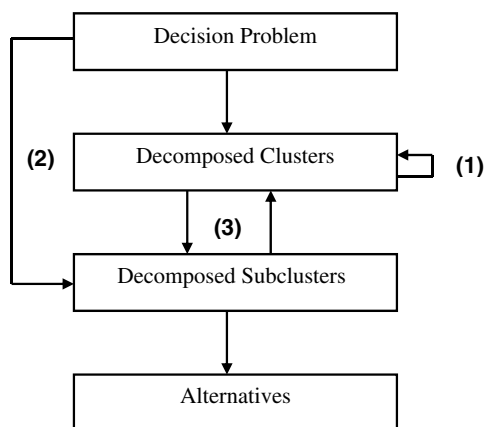 Decision Problem
(2)
Decomposed Clusters
(1)
(3)
Decomposed Subclusters
Alternatives